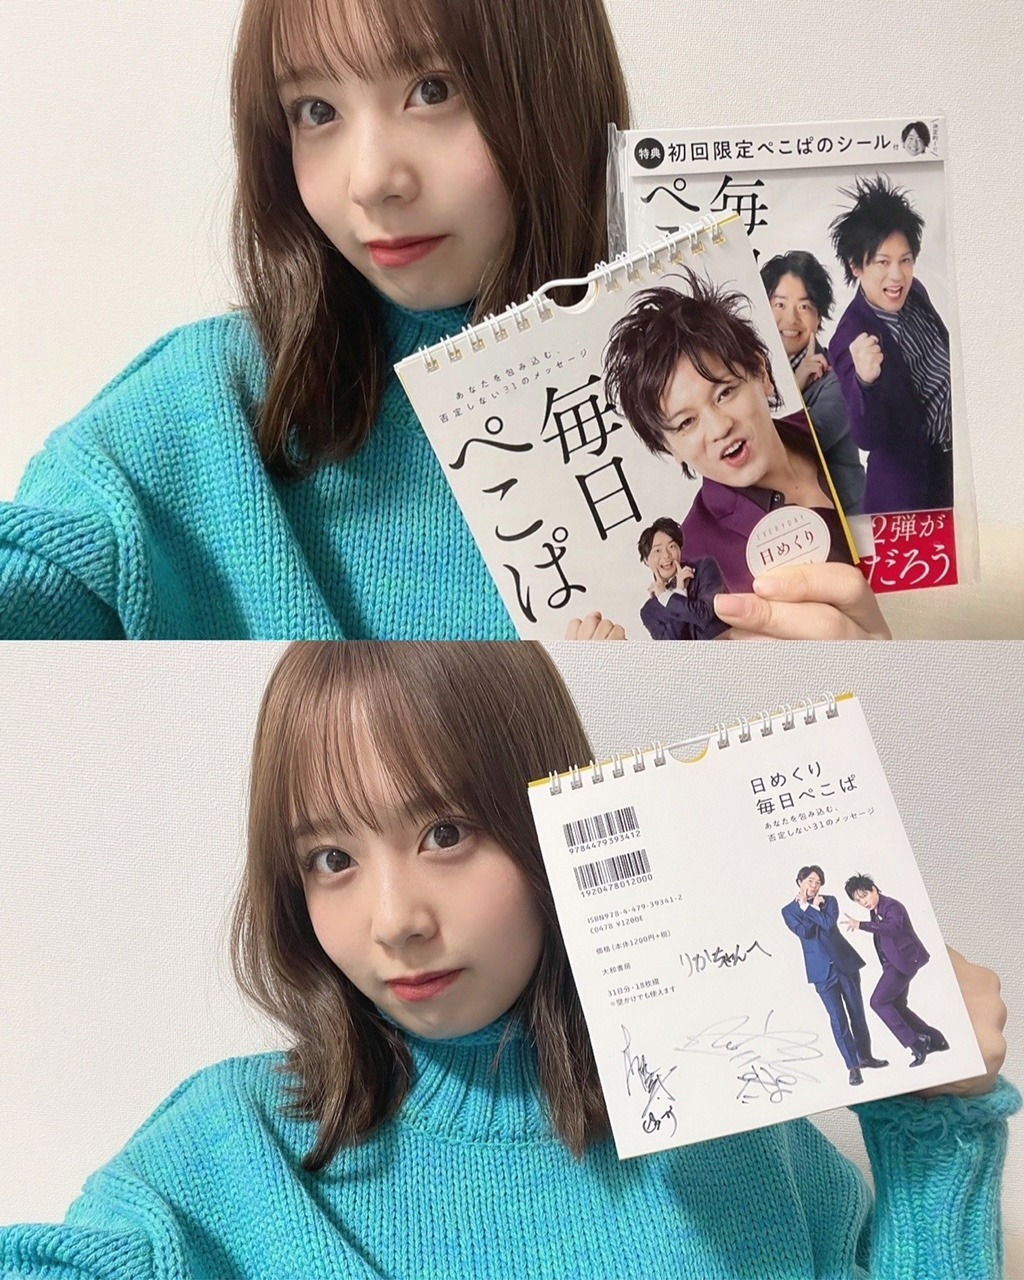 特典 初回限定ぺこぱのシール付
毎
ぺこ
あなたを包み込む、
否定しない31のメッセージ
毎日
ぺこぱ
EVERYDAY
日めくり
2弾が
だろう
日めくり
毎日ぺこぱ
あなたを包み込む、
否定しない31のメッセージ
9784479393412
1920478012000
ISBN978-4-479-39341-2
C0478 ¥1200E
価格(本体1200円+税)
大和書房
31日分・18枚綴
※壁かけでも使えます
りかちゃんへ